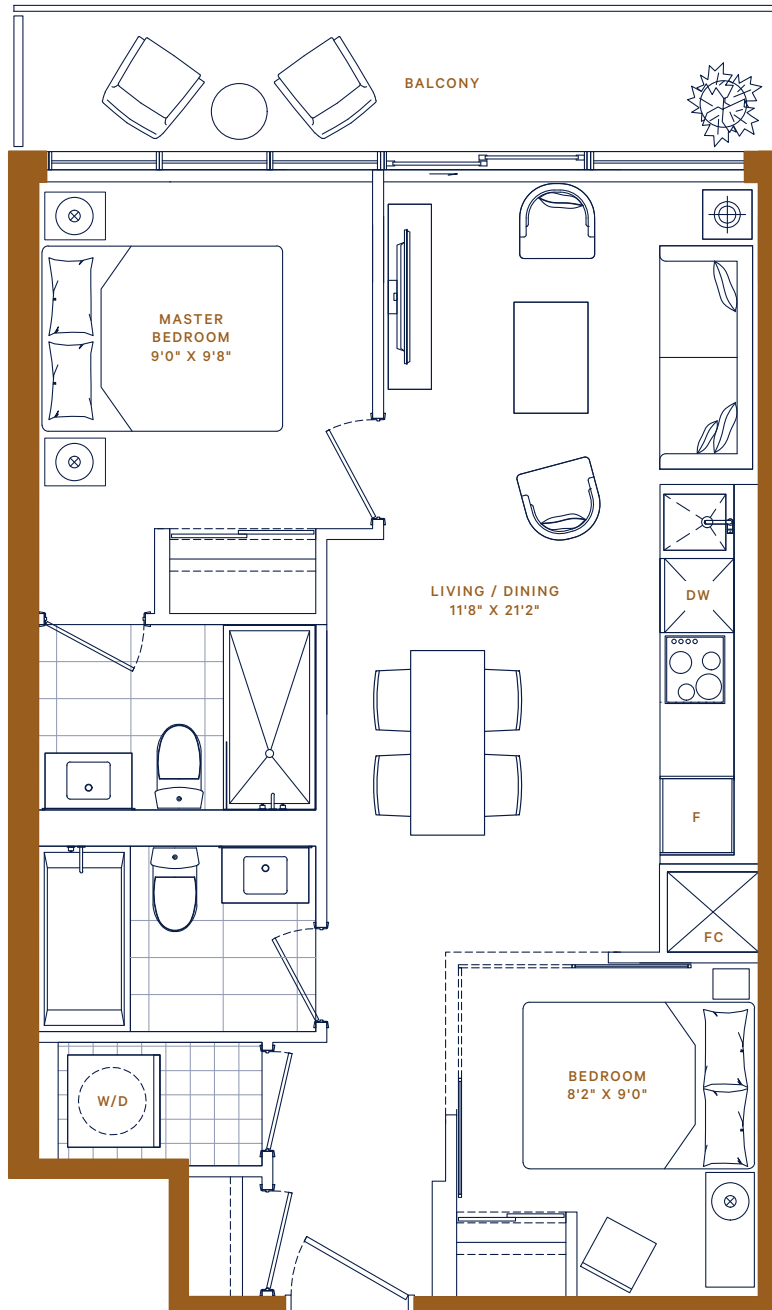 BALCONY
MASTER
BEDROOM
9'0" X 9'8"
LIVING / DINING
11'8" X 21'2"
DW
F
FC
BEDROOM
8'2" X 9'0"
W/D